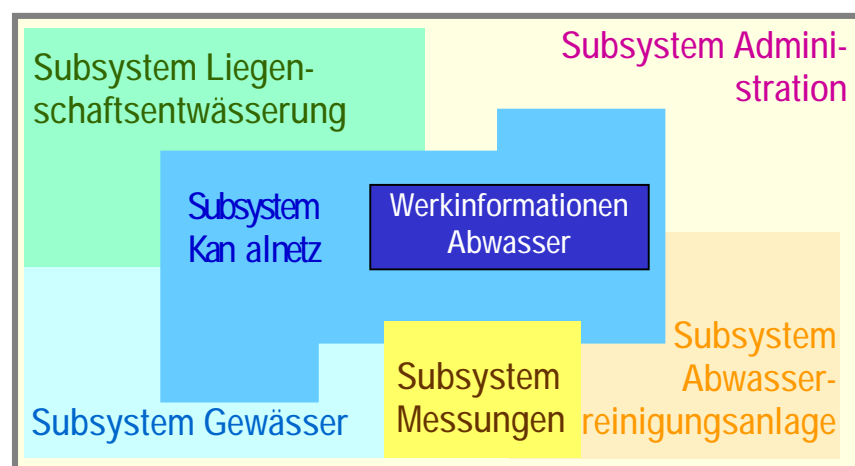 Subsystem Liegen-
schaftsentwässerung
Subsystem Admini-
stration
Subsystem
Kan alnetz
Werkinformationen
Abwasser
Subsystem
Abwasser-
reinigungsanlage
Subsystem
Messungen
Subsystem Gewässer